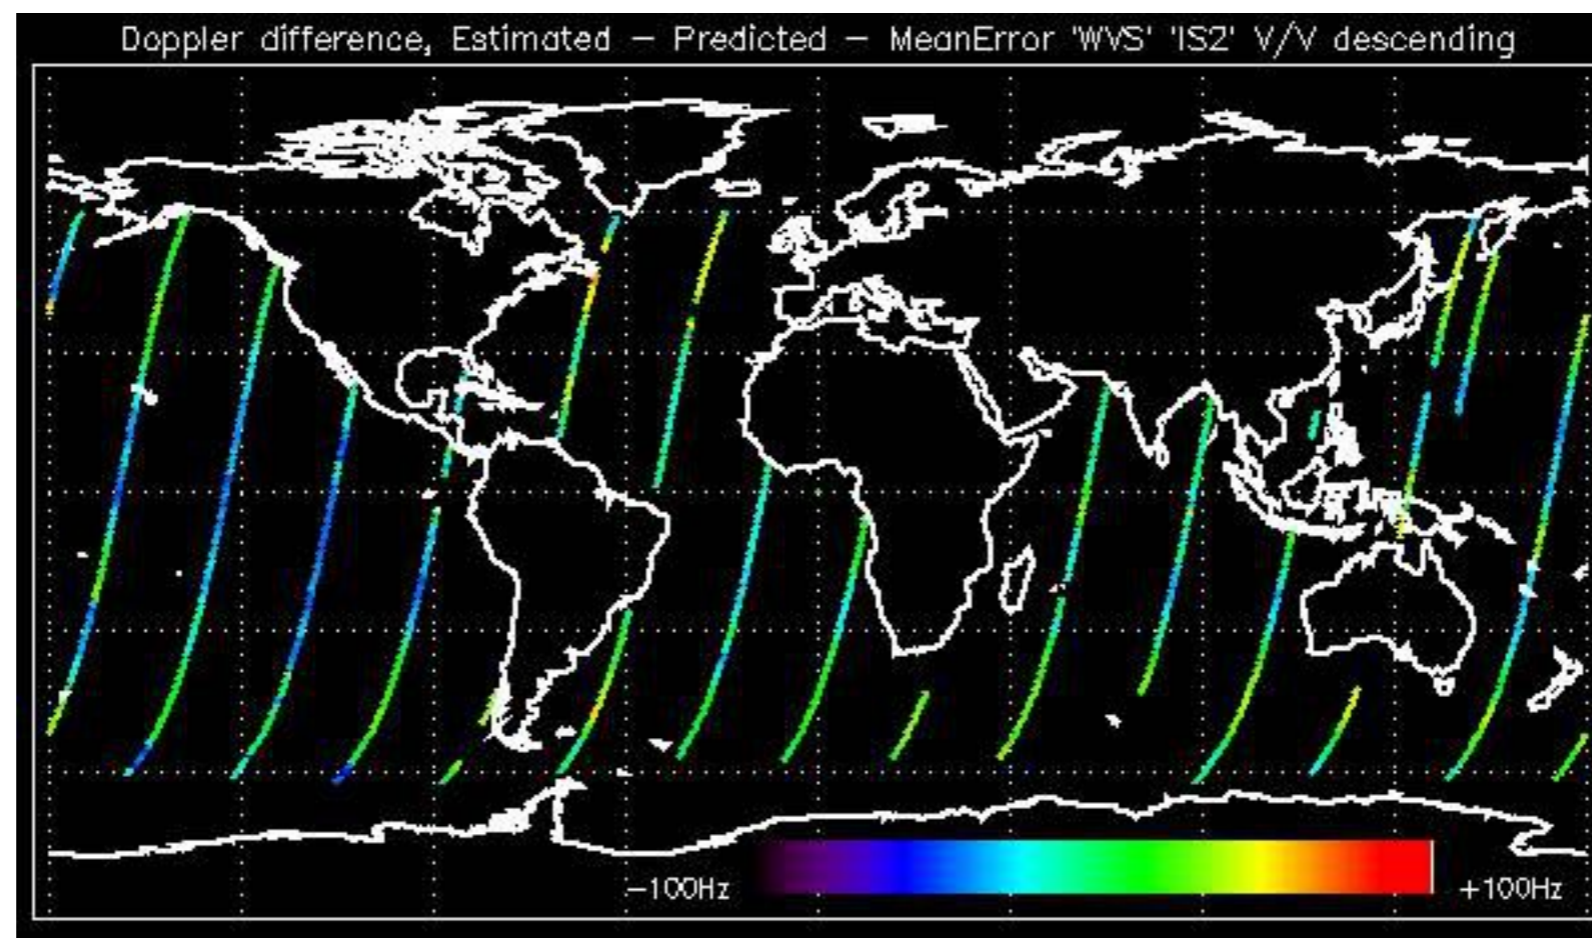 Doppler difference, Estimated – Predicted – MeanError 'WVS' 'IS2' V/V descending
–100Hz
+100Hz